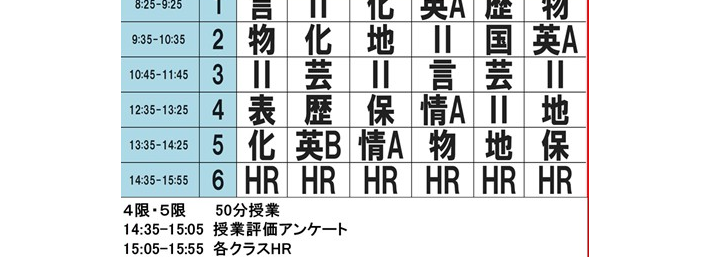 8:25-9:25 1 言 II 化 英A 歴 物
9:35-10:35 2 物 化 地 II 国 英A
10:45-11:45 3 II 芸 II 言 芸 II
12:35-13:25 4 表 歴 保 情A II 地
13:35-14:25 5 化 英B 情A 物 地 保
14:35-15:55 6 HR HR HR HR HR HR
４限・５限 50分授業
14:35-15:05 授業評価アンケート
15:05-15:55 各クラスHR